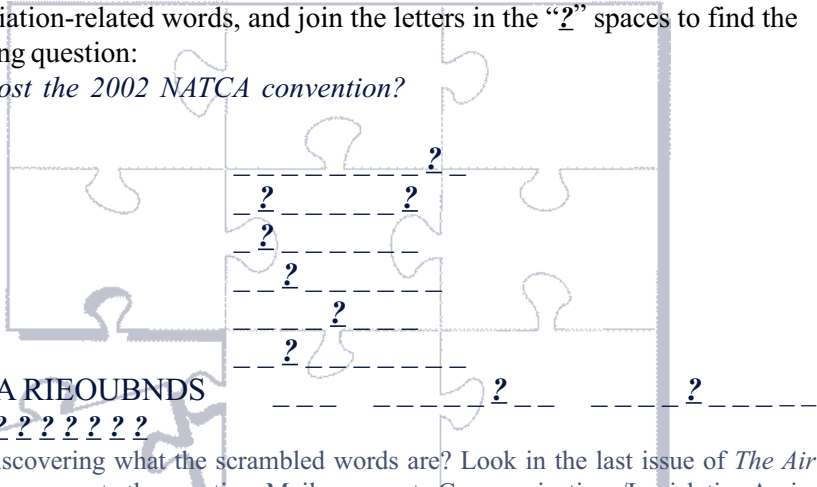 iation-related words, and join the letters in the “?” spaces to find the
ng question:
ost the 2002 NATCA convention?
_ _ _ _ _ _ _ _ ? _
_ ? _ _ _ _ _ ?
_ ? _ _ _ _ _ _
_ _ ? _ _ _ _ _ _
_ _ _ _ ? _ _ _
_ _ ? _ _ _ _ _ _ _
A RIEOUBNDS _ _ _ _ _ _ _ _ ? _ _ _ _ _ _ ? _ _ _ _ _
? ? ? ? ? ? ?
iscovering what the scrambled words are? Look in the last issue of The Air